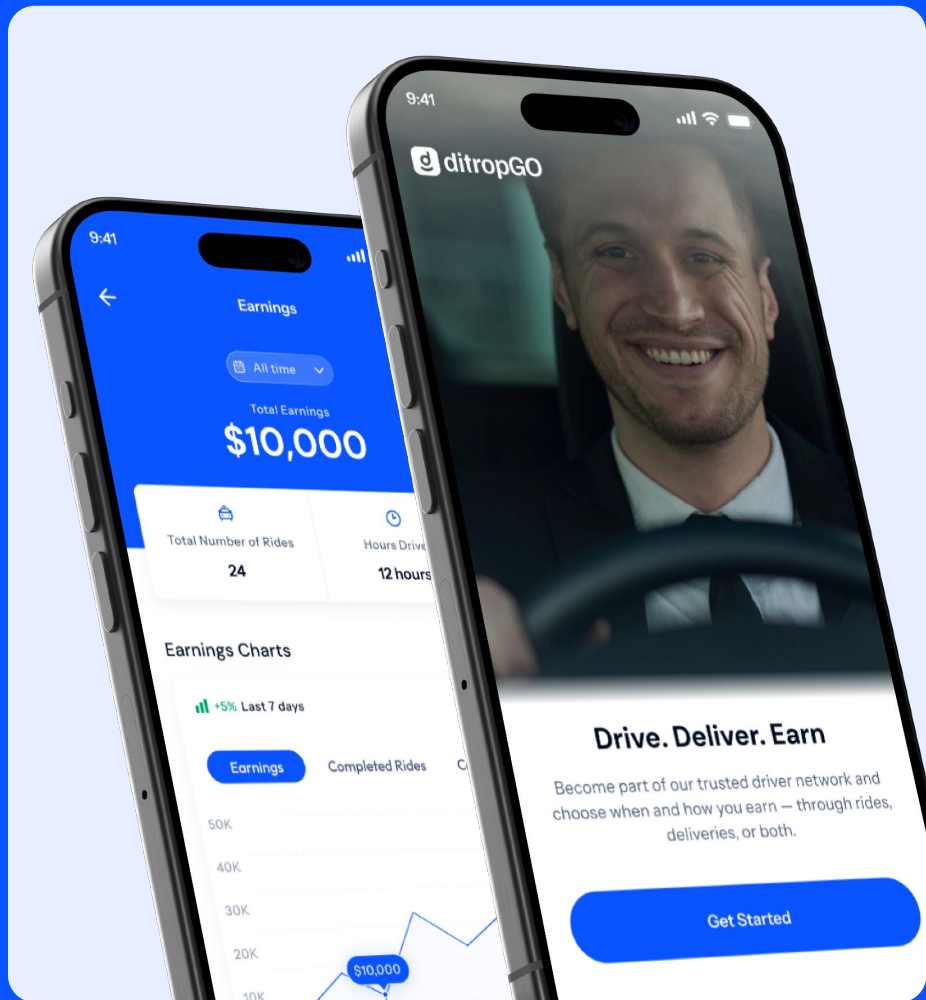 9:41
Earnings
All time
Total Earnings
$10,000
Total Number of Rides
24
12 hours
Earnings Charts
+5% Last 7 days
Earnings
Completed Rides
50K
40K
30K
20K
10K
$10,000
9:41
ditropGO
Drive. Deliver. Earn
Become part of our trusted driver network and
choose when and how you earn — through rides,
deliveries, or both.
Get Started